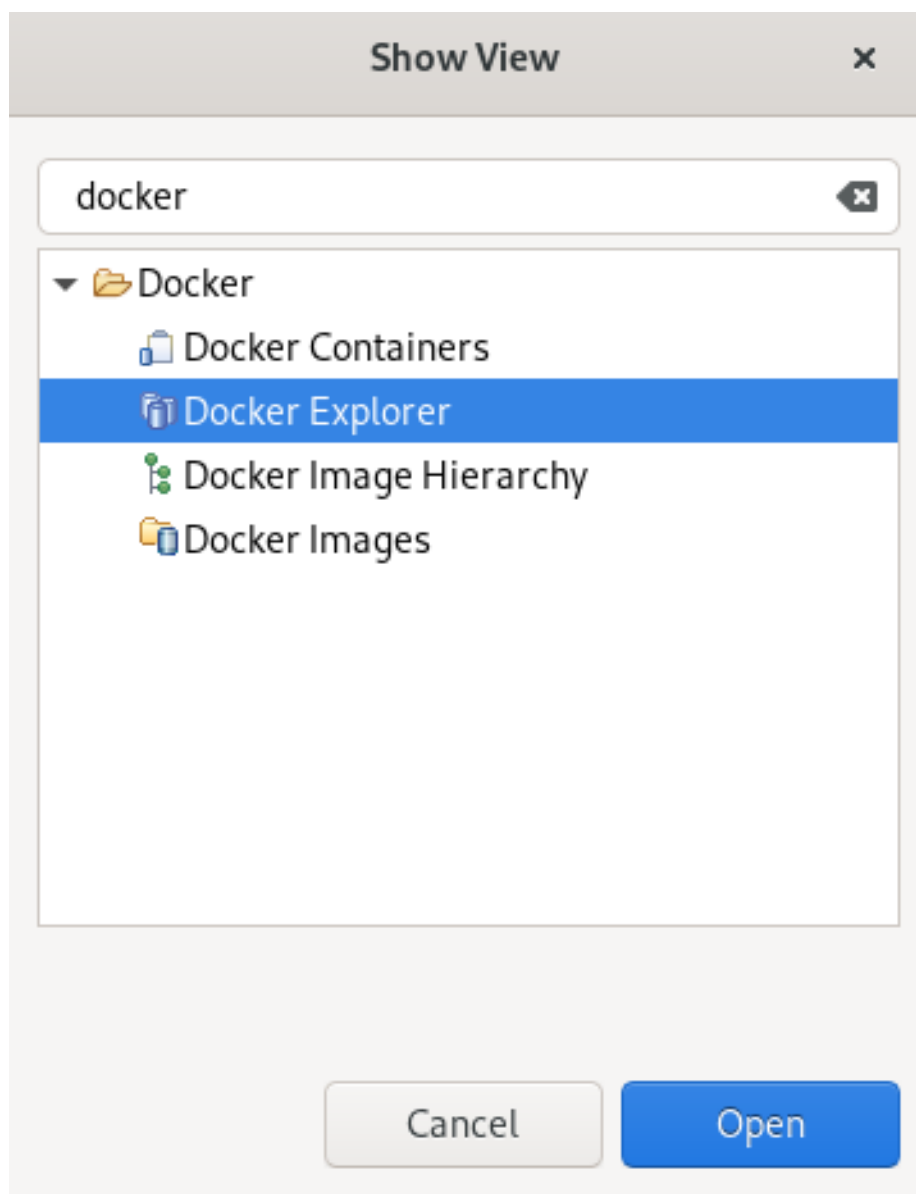 Show View
docker
Docker
Docker Containers
Docker Explorer
Docker Image Hierarchy
Docker Images
Cancel Open